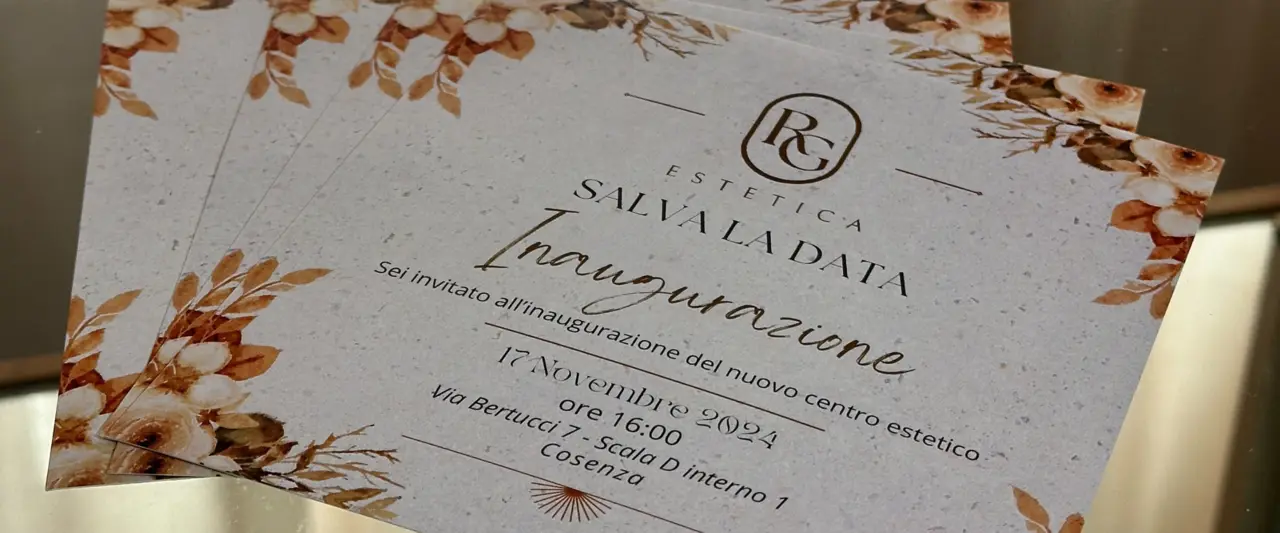 RG
ESTETICA
SALVA LA DATA
Inaugurazione
Sei invitato all'inaugurazione del nuovo centro estetico
17 Novembre 2024
ore 16:00
Via Bertucci 7 - Scala D interno 1
Cosenza